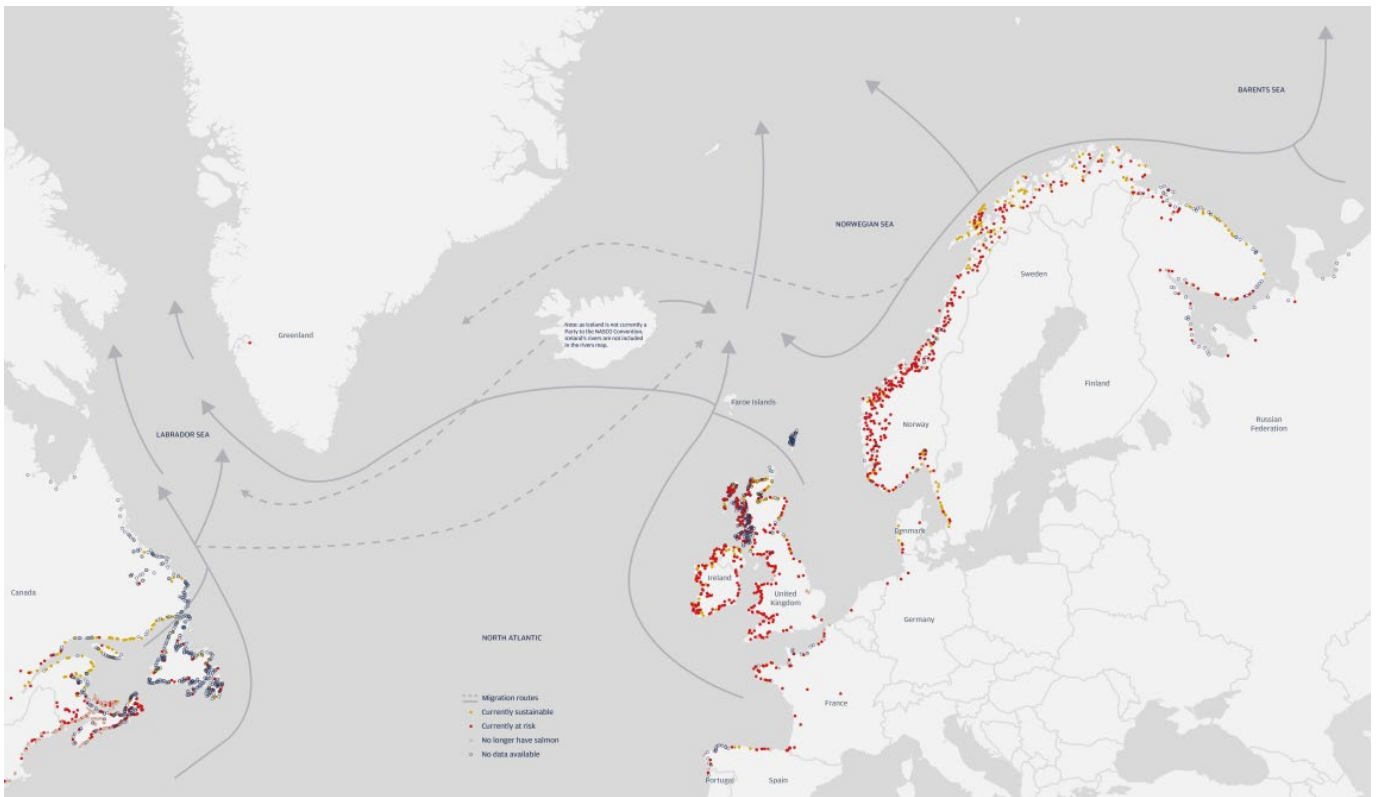 BARENTS SEA
NORWEGIAN SEA
Sweden
Greenland
Note: as Iceland is not currently a
Party to the NASCO Convention,
Iceland's rivers are not included
in the rivers map.
Finland
Faroe Islands
Russian
Federation
LABRADOR SEA
Norway
Denmark
Canada
Ireland
United
Kingdom
Germany
NORTH ATLANTIC
Migration routes
Currently sustainable
Currently at risk
No longer have salmon
No data available
France
Portugal
Spain